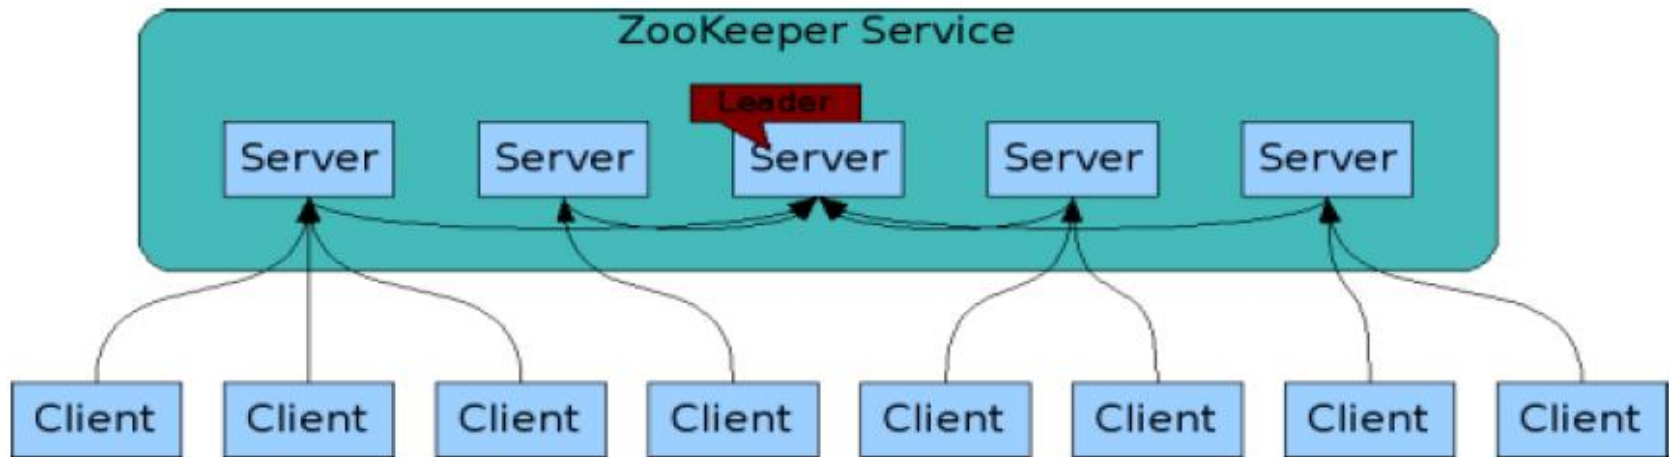 ZooKeeper Service
Leader
Server Server Server Server Server
Client Client Client Client Client Client Client Client